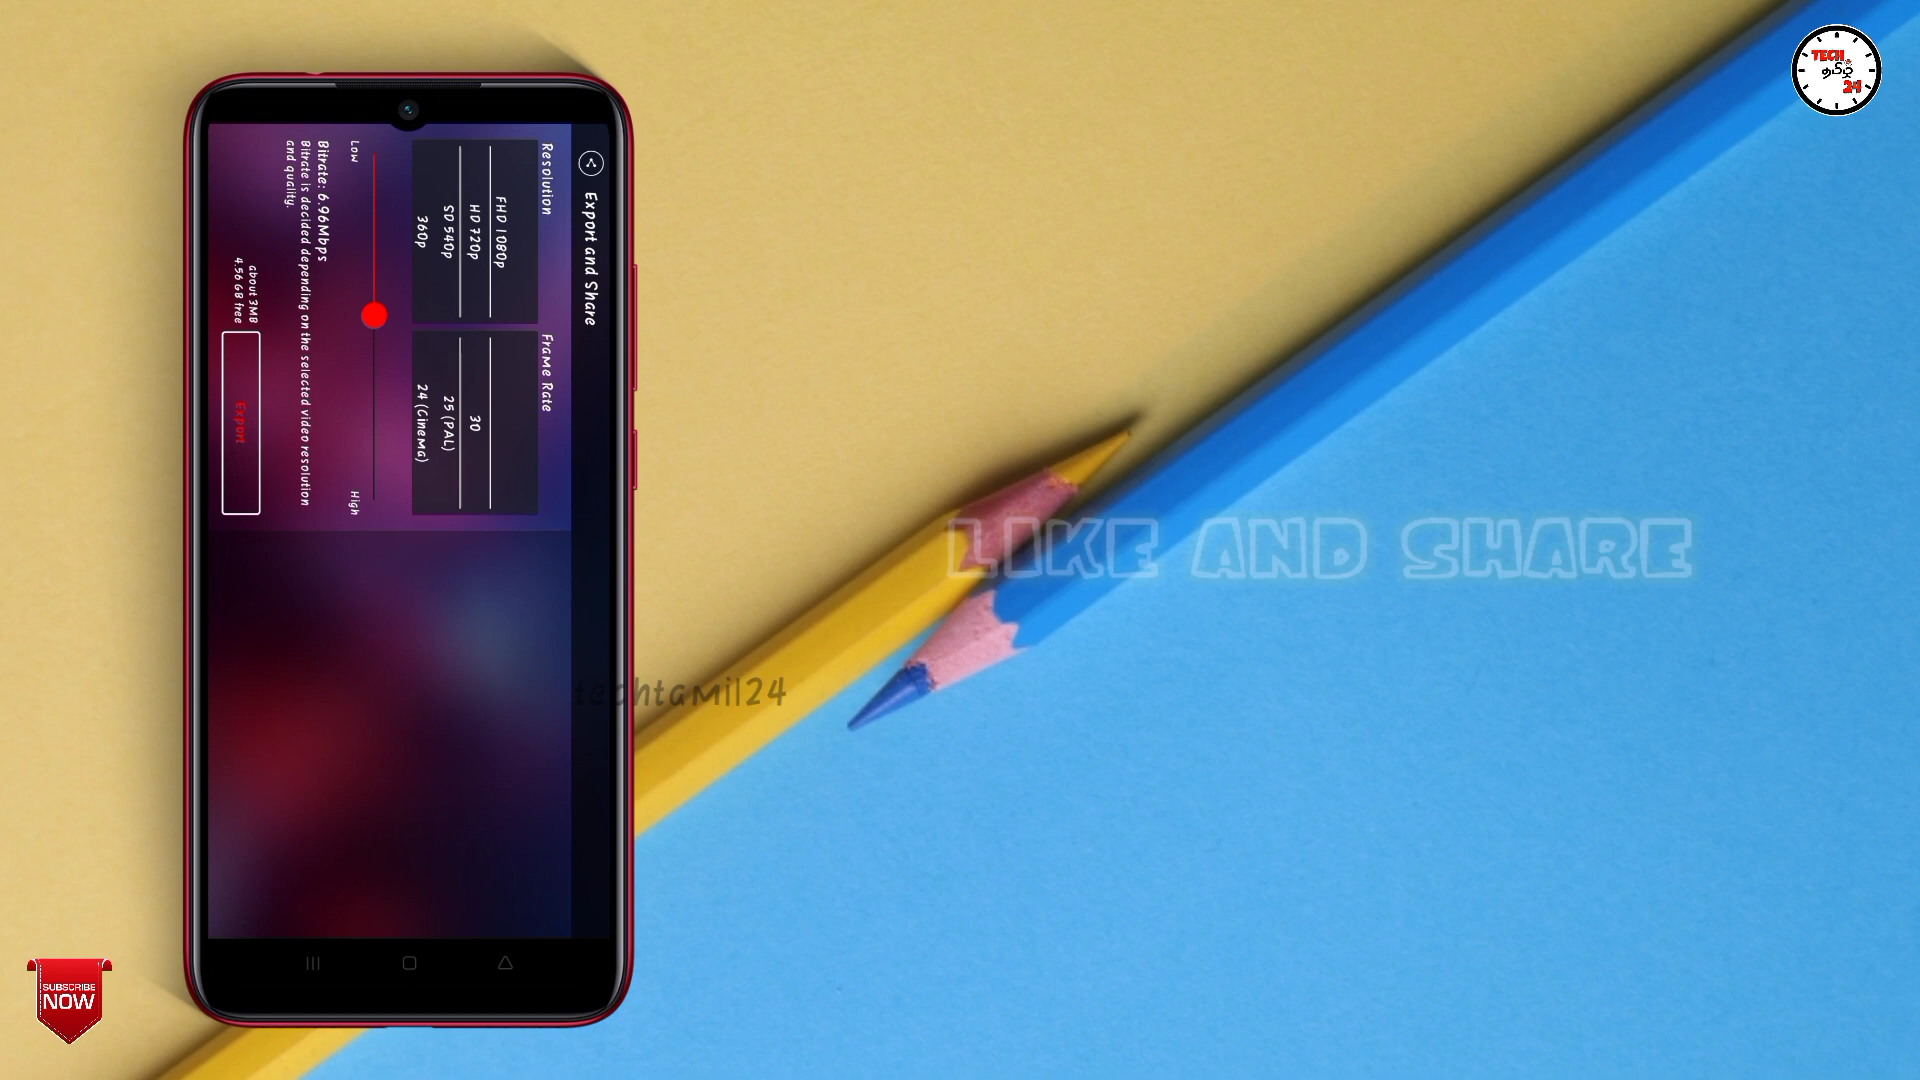 TECH
தமிழ்
24
Export and Share
Resolution
FHD 1080p
HD 720p
SD 540p
360p
Frame Rate
30
25 (PAL)
24 (Cinema)
Low
High
Bitrate: 6.96Mbps
Bitrate is decided depending on the selected video resolution
and quality.
about 3MB
4.56 GB free
Export
LIKE AND SHARE
techtamil24
SUBSCRIBE
NOW